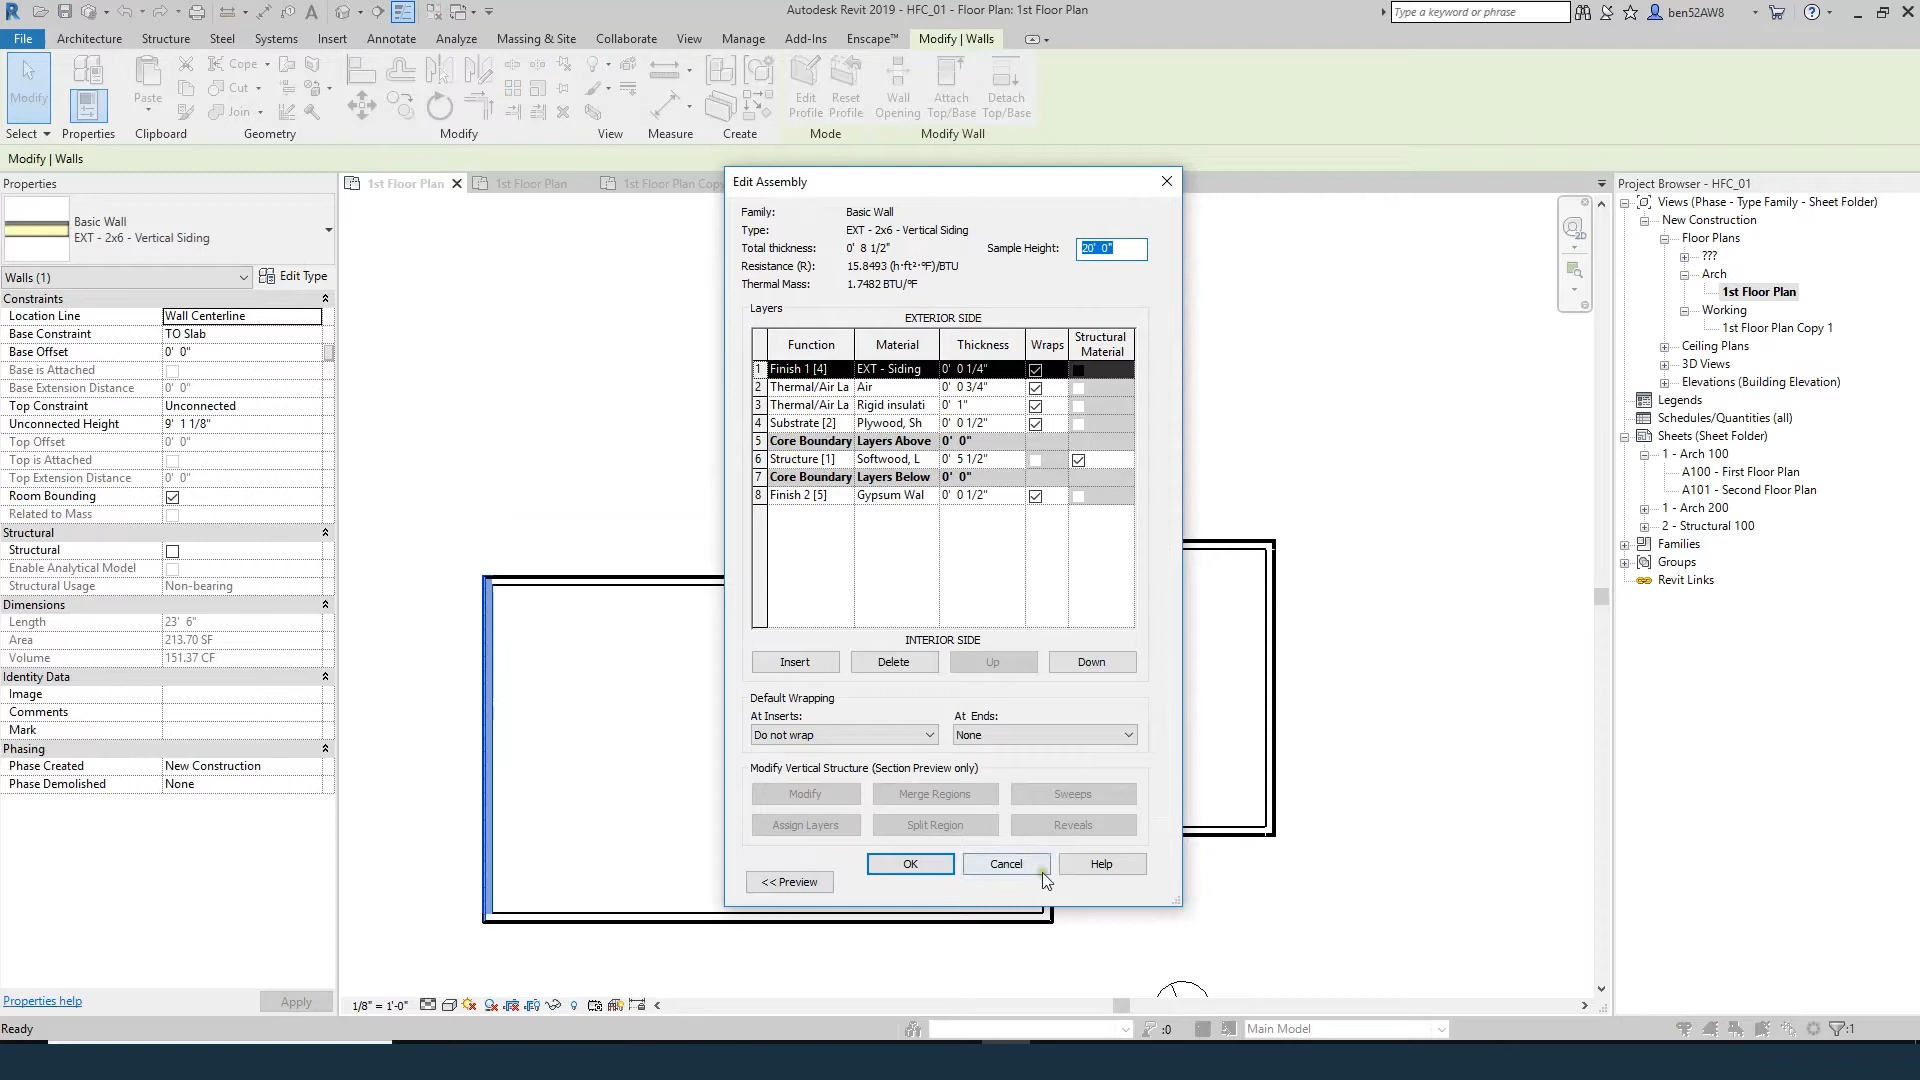 Autodesk Revit 2019 - HFC_01 - Floor Plan: 1st Floor Plan
Type a keyword or phrase
ben52AW8
File Architecture Structure Steel Systems Insert Annotate Analyze Massing & Site Collaborate View Manage Add-Ins Enscape™ Modify | Walls
Modify
Paste
Cope
Cut
Join
Edit Profile
Reset Profile
Wall Opening
Attach Top/Base
Detach Top/Base
Select Properties Clipboard Geometry Modify View Measure Create Mode Modify Wall
Modify | Walls
Properties
Basic Wall
EXT - 2x6 - Vertical Siding
Walls (1) Edit Type
Constraints
Location Line Wall Centerline
Base Constraint TO Slab
Base Offset 0' 0"
Base is Attached
Base Extension Distance 0' 0"
Top Constraint Unconnected
Unconnected Height 9' 1 1/8"
Top Offset 0' 0"
Top is Attached
Top Extension Distance 0' 0"
Room Bounding
Related to Mass
Structural
Structural
Enable Analytical Model
Structural Usage Non-bearing
Dimensions
Length 23' 6"
Area 213.70 SF
Volume 151.37 CF
Identity Data
Image
Comments
Mark
Phasing
Phase Created New Construction
Phase Demolished None
Properties help Apply
1st Floor Plan 1st Floor Plan 1st Floor Plan Cop
Edit Assembly
Family: Basic Wall
Type: EXT - 2x6 - Vertical Siding
Total thickness: 0' 8 1/2" Sample Height: 20' 0"
Resistance (R): 15.8493 (h·ft²·°F)/BTU
Thermal Mass: 1.7482 BTU/°F
Layers
EXTERIOR SIDE
Function Material Thickness Wraps Structural Material
1 Finish 1 [4] EXT - Siding 0' 0 1/4"
2 Thermal/Air La Air 0' 0 3/4"
3 Thermal/Air La Rigid insulati 0' 1"
4 Substrate [2] Plywood, Sh 0' 0 1/2"
5 Core Boundary Layers Above 0' 0"
6 Structure [1] Softwood, L 0' 5 1/2"
7 Core Boundary Layers Below 0' 0"
8 Finish 2 [5] Gypsum Wal 0' 0 1/2"
INTERIOR SIDE
Insert Delete Up Down
Default Wrapping
At Inserts: At Ends:
Do not wrap None
Modify Vertical Structure (Section Preview only)
Modify Merge Regions Sweeps
Assign Layers Split Region Reveals
OK Cancel Help
<< Preview
Project Browser - HFC_01
Views (Phase - Type Family - Sheet Folder)
New Construction
Floor Plans
???
Arch
1st Floor Plan
Working
1st Floor Plan Copy 1
Ceiling Plans
3D Views
Elevations (Building Elevation)
Legends
Schedules/Quantities (all)
Sheets (Sheet Folder)
1 - Arch 100
A100 - First Floor Plan
A101 - Second Floor Plan
1 - Arch 200
2 - Structural 100
Families
Groups
Revit Links
1/8" = 1'-0"
Ready :0 Main Model :1